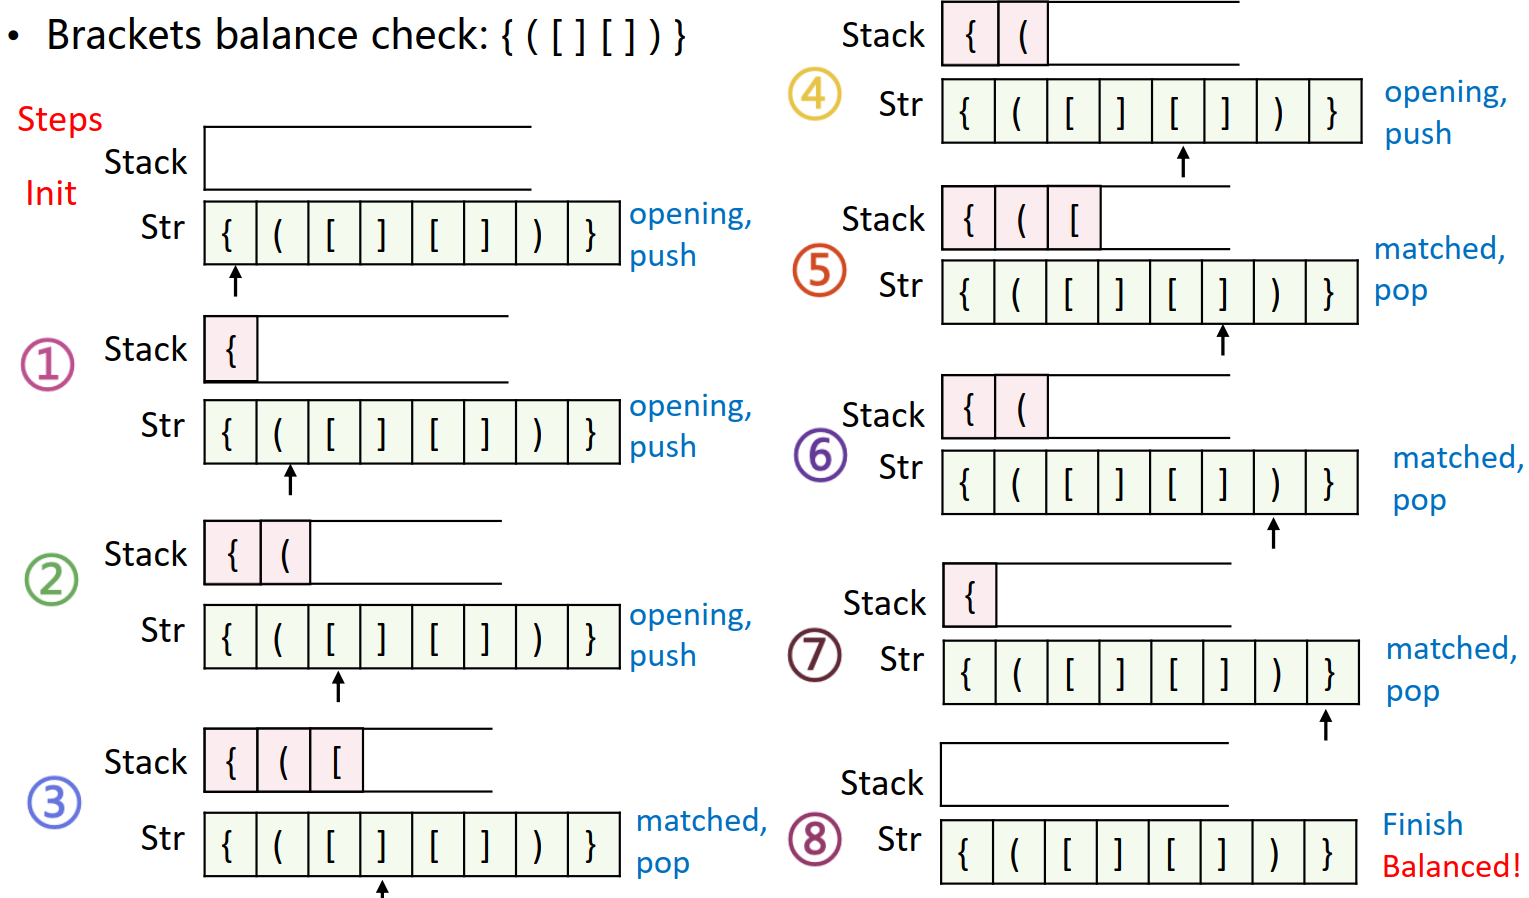 • Brackets balance check: { ( [ ] [ ] ) }
Steps
Init
Stack
Str { ( [ ] [ ] ) } opening,
push
① Stack {
Str { ( [ ] [ ] ) } opening,
push
② Stack { (
Str { ( [ ] [ ] ) } opening,
push
③ Stack { ( [
Str { ( [ ] [ ] ) } matched,
pop
④ Stack { (
Str { ( [ ] [ ] ) } opening,
push
⑤ Stack { ( [
Str { ( [ ] [ ] ) } matched,
pop
⑥ Stack { (
Str { ( [ ] [ ] ) } matched,
pop
⑦ Stack {
Str { ( [ ] [ ] ) } matched,
pop
⑧ Stack
Str { ( [ ] [ ] ) } Finish
Balanced!